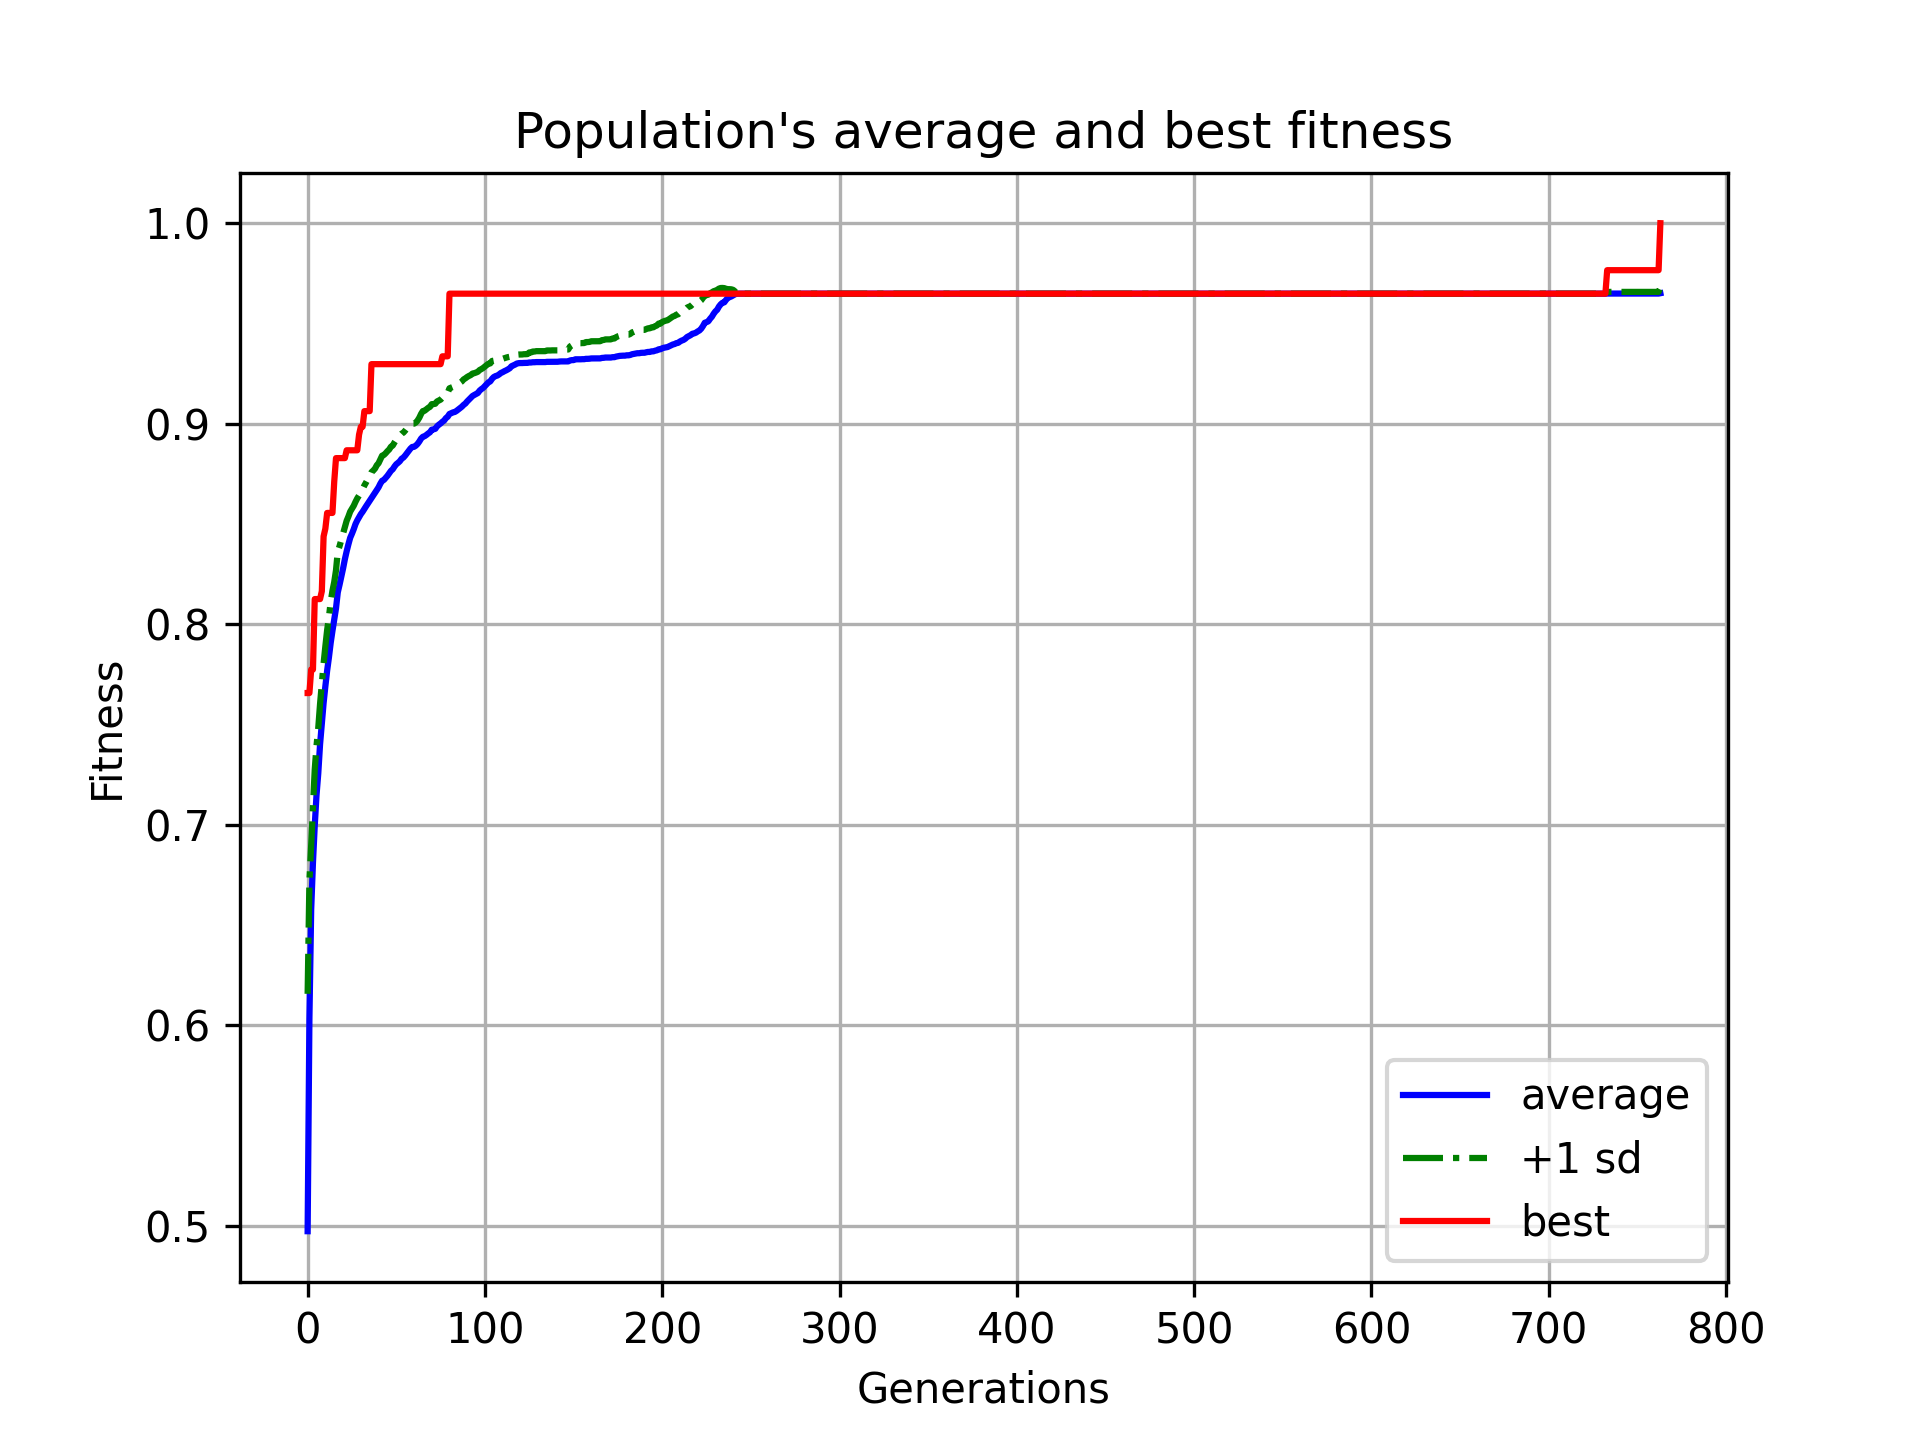 Population's average and best fitness
1.0
0.9
0.8
0.7
0.6
0.5
Fitness
0 100 200 300 400 500 600 700 800
Generations
average
+1 sd
best